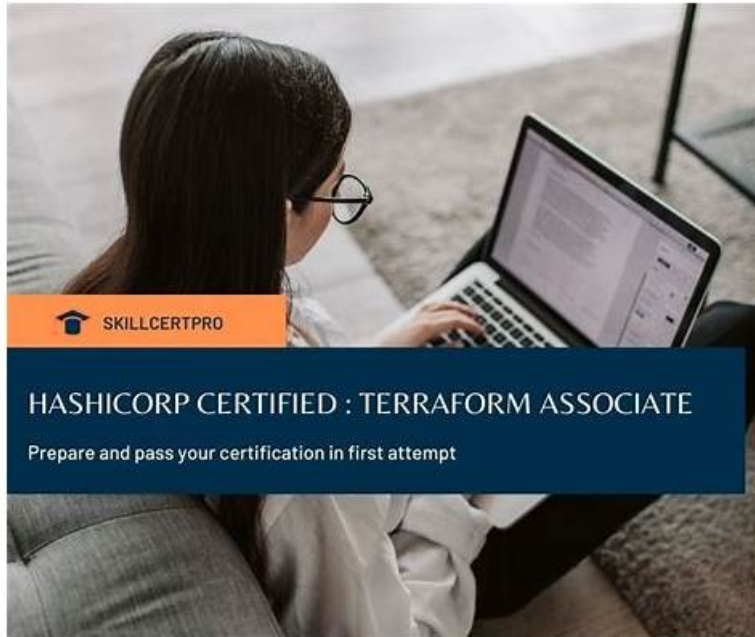 SKILLCERTPRO
HASHICORP CERTIFIED : TERRAFORM ASSOCIATE
Prepare and pass your certification in first attempt